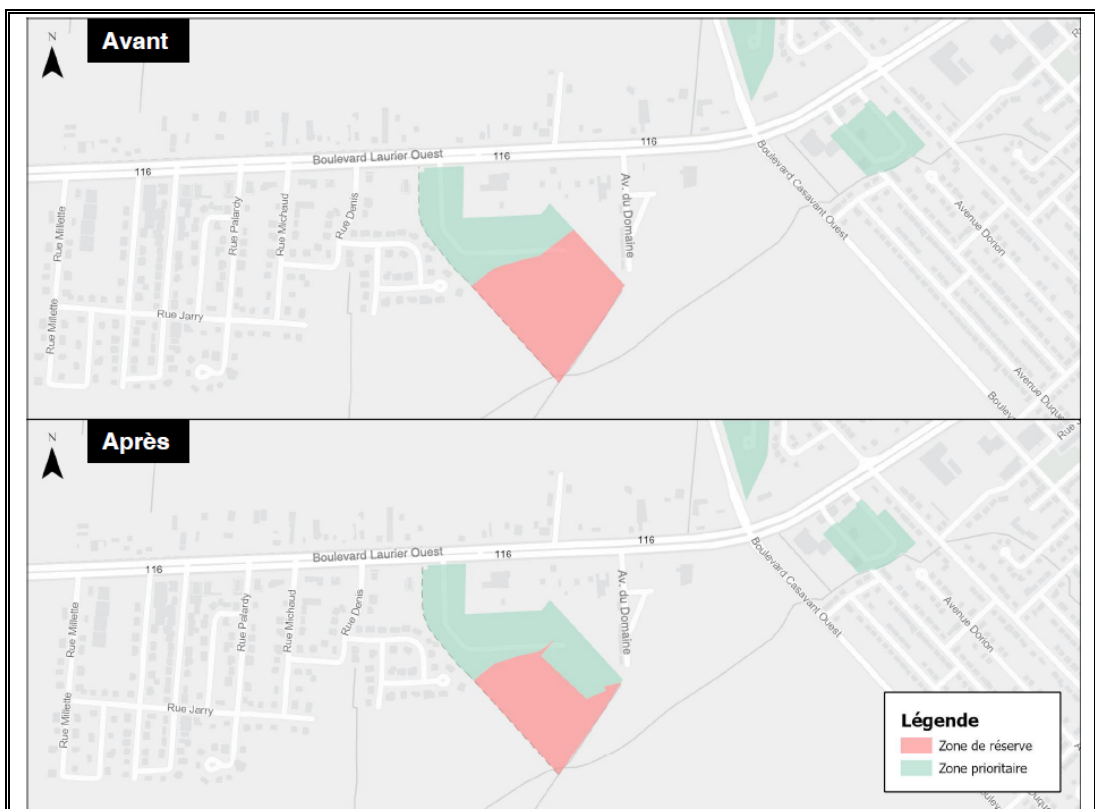 N
Avant
Boulevard Laurier Ouest
116
116
116
Rue Millette
Rue Millette
Rue Palardy
Rue Michaud
Rue Denis
Rue Jarry
Av. du Domaine
Boulevard Casavant Ouest
Avenue Dorion
Avenue Duque
Boulev
N
Après
Boulevard Laurier Ouest
116
116
116
Rue Millette
Rue Millette
Rue Palardy
Rue Michaud
Rue Denis
Rue Jarry
Av. du Domaine
Boulevard Casavant Ouest
Avenue Dorion
Légende
Zone de réserve
Zone prioritaire